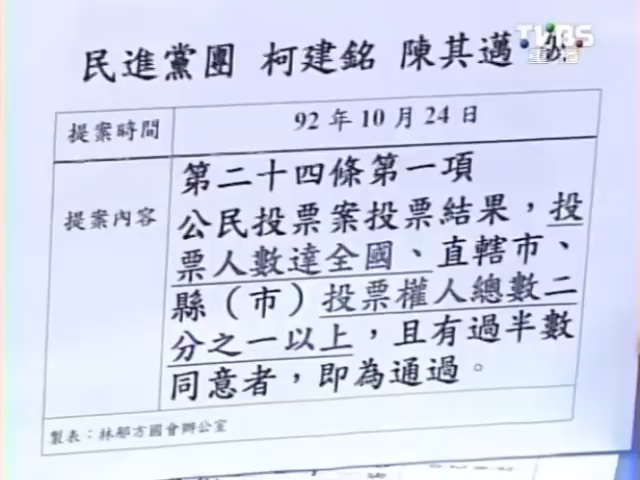 TVBS
重播
民進黨團 柯建銘 陳其邁
提案時間
92 年 10 月 24 日
提案內容
第二十四條第一項
公民投票案投票結果，投
票人數達全國、直轄市、
縣（市）投票權人總數二
分之一以上，且有過半數
同意者，即為通過。
製表：林郁方國會辦公室